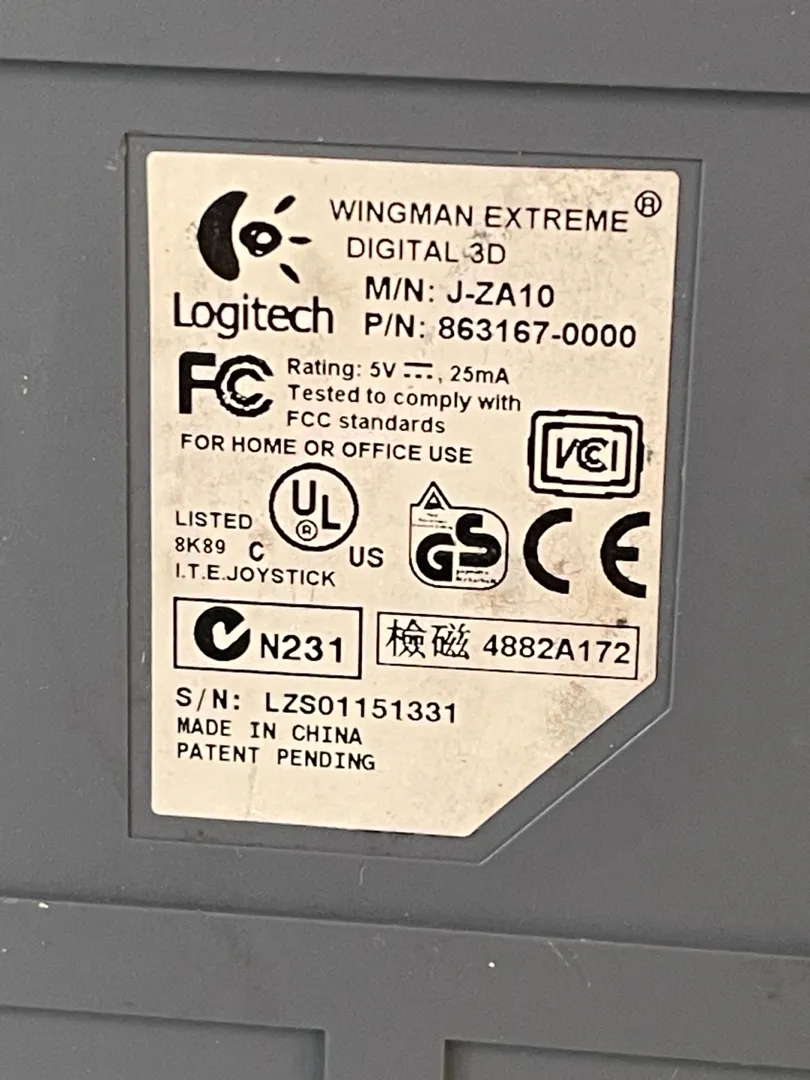 WINGMAN EXTREME®
DIGITAL 3D
M/N: J-ZA10
Logitech P/N: 863167-0000
FC Rating: 5V ⎓, 25mA
Tested to comply with
FCC standards
FOR HOME OR OFFICE USE
VCCI
LISTED
8K89 C UL® US
I.T.E.JOYSTICK
GS CE
N231
檢磁 4882A172
S/N: LZS01151331
MADE IN CHINA
PATENT PENDING